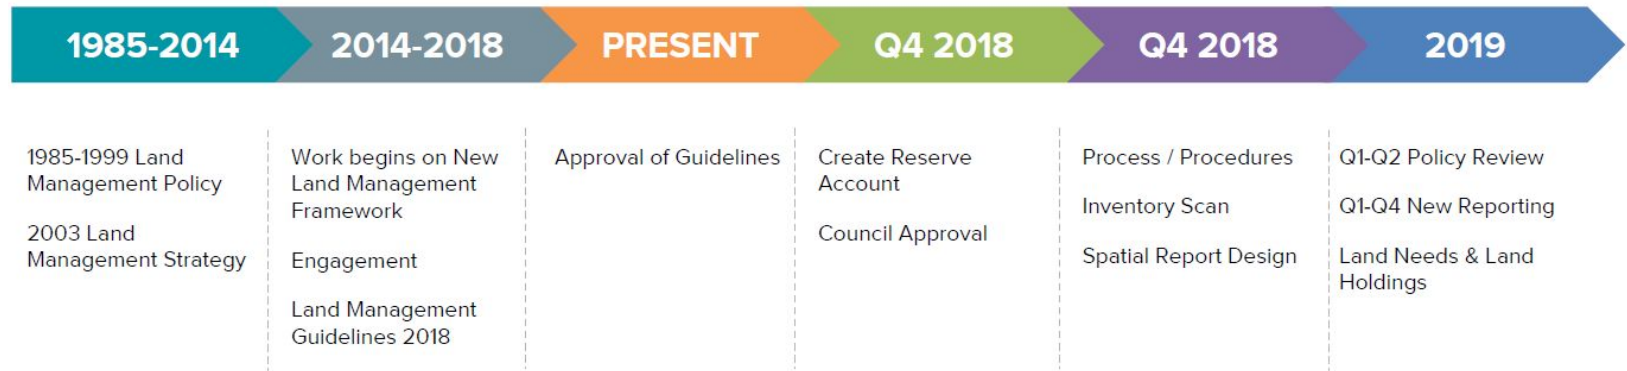 1985-2014
2014-2018
PRESENT
Q4 2018
Q4 2018
2019
1985-1999 Land
Management Policy
2003 Land
Management Strategy
Work begins on New
Land Management
Framework
Engagement
Land Management
Guidelines 2018
Approval of Guidelines
Create Reserve
Account
Council Approval
Process / Procedures
Inventory Scan
Spatial Report Design
Q1-Q2 Policy Review
Q1-Q4 New Reporting
Land Needs & Land
Holdings